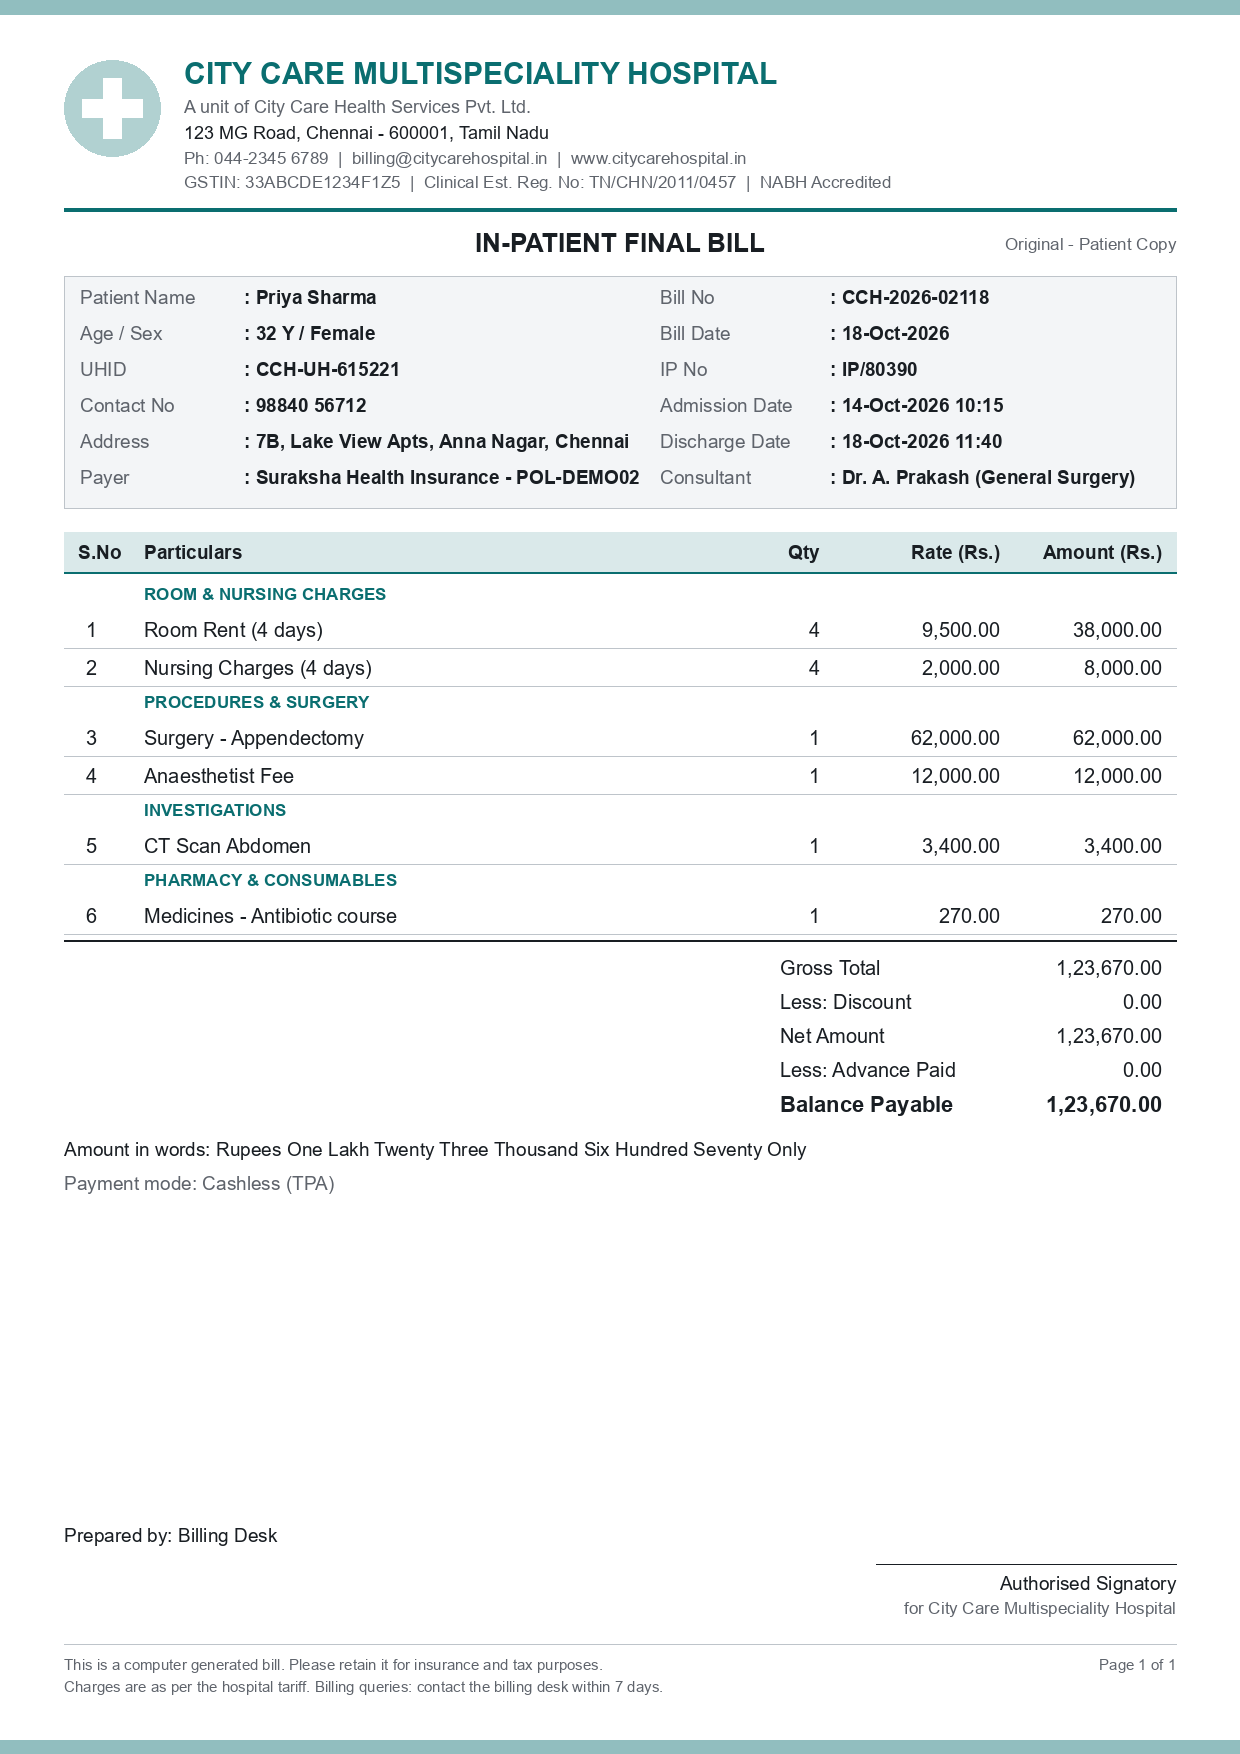 CITY CARE MULTISPECIALITY HOSPITAL
A unit of City Care Health Services Pvt. Ltd.
123 MG Road, Chennai - 600001, Tamil Nadu
Ph: 044-2345 6789 | billing@citycarehospital.in | www.citycarehospital.in
GSTIN: 33ABCDE1234F1Z5 | Clinical Est. Reg. No: TN/CHN/2011/0457 | NABH Accredited
IN-PATIENT FINAL BILL Original - Patient Copy
Patient Name : Priya Sharma Bill No : CCH-2026-02118
Age / Sex : 32 Y / Female Bill Date : 18-Oct-2026
UHID : CCH-UH-615221 IP No : IP/80390
Contact No : 98840 56712 Admission Date : 14-Oct-2026 10:15
Address : 7B, Lake View Apts, Anna Nagar, Chennai Discharge Date : 18-Oct-2026 11:40
Payer : Suraksha Health Insurance - POL-DEMO02 Consultant : Dr. A. Prakash (General Surgery)
S.No Particulars Qty Rate (Rs.) Amount (Rs.)
ROOM & NURSING CHARGES
1 Room Rent (4 days) 4 9,500.00 38,000.00
2 Nursing Charges (4 days) 4 2,000.00 8,000.00
PROCEDURES & SURGERY
3 Surgery - Appendectomy 1 62,000.00 62,000.00
4 Anaesthetist Fee 1 12,000.00 12,000.00
INVESTIGATIONS
5 CT Scan Abdomen 1 3,400.00 3,400.00
PHARMACY & CONSUMABLES
6 Medicines - Antibiotic course 1 270.00 270.00
Gross Total 1,23,670.00
Less: Discount 0.00
Net Amount 1,23,670.00
Less: Advance Paid 0.00
Balance Payable 1,23,670.00
Amount in words: Rupees One Lakh Twenty Three Thousand Six Hundred Seventy Only
Payment mode: Cashless (TPA)
Prepared by: Billing Desk
Authorised Signatory
for City Care Multispeciality Hospital
This is a computer generated bill. Please retain it for insurance and tax purposes. Page 1 of 1
Charges are as per the hospital tariff. Billing queries: contact the billing desk within 7 days.